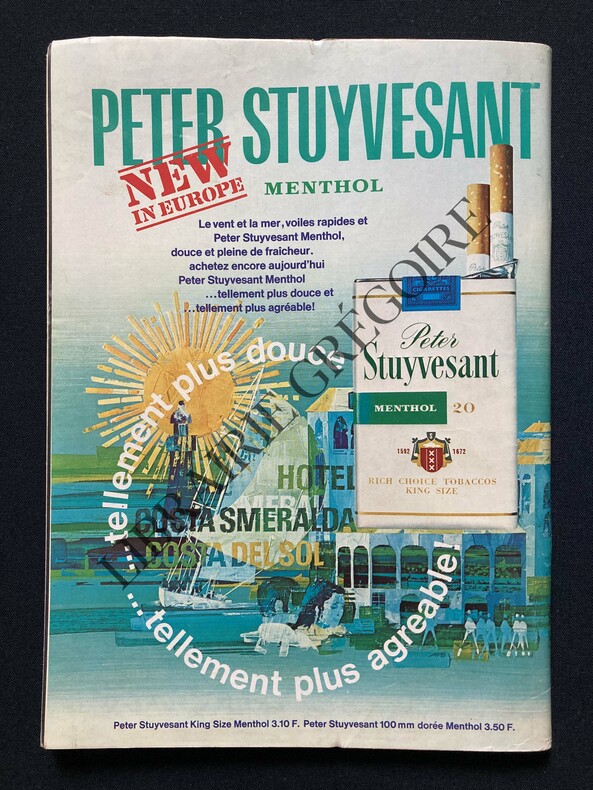 PETER STUYVESANT
NEW
IN EUROPE
MENTHOL
Le vent et la mer, voiles rapides et
Peter Stuyvesant Menthol,
douce et pleine de fraîcheur.
achetez encore aujourd'hui
Peter Stuyvesant Menthol
...tellement plus douce et
...tellement plus agréable!
CIGARETTES
Peter
Stuyvesant
MENTHOL 20
1592 1672
RICH CHOICE TOBACCOS
KING SIZE
...tellement plus douce
HOTEL
COSTA SMERALDA
COSTA DEL SOL
...tellement plus agréable!
LIBRAIRIE GRÉGOIRE
Peter Stuyvesant King Size Menthol 3.10 F. Peter Stuyvesant 100 mm dorée Menthol 3.50 F.